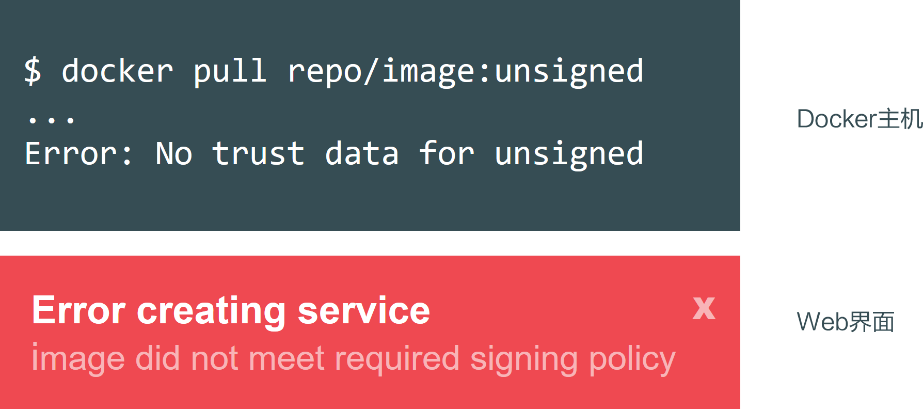 $ docker pull repo/image:unsigned
...
Error: No trust data for unsigned
Docker主机
Error creating service
x
image did not meet required signing policy
Web界面